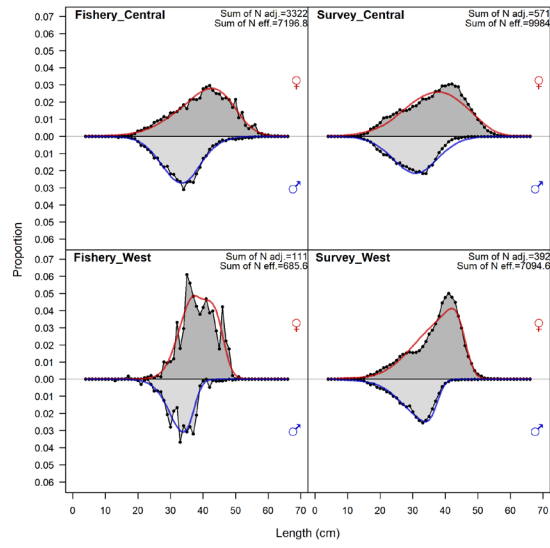 Fishery_Central
Sum of N adj.=3322
Sum of N eff.=7196.8
Survey_Central
Sum of N adj.=571
Sum of N eff.=9984
0.07
0.06
0.05
0.04
0.03
0.02
0.01
0.00
0.01
0.02
0.03
0.04
0.05
0.06
♀
♂
♀
♂
Proportion
Fishery_West
Sum of N adj.=111
Sum of N eff.=685.6
Survey_West
Sum of N adj.=392
Sum of N eff.=7094.6
0.07
0.06
0.05
0.04
0.03
0.02
0.01
0.00
0.01
0.02
0.03
0.04
0.05
0.06
♀
♂
♀
♂
0 10 20 30 40 50 60 70 0 10 20 30 40 50 60 70
Length (cm)